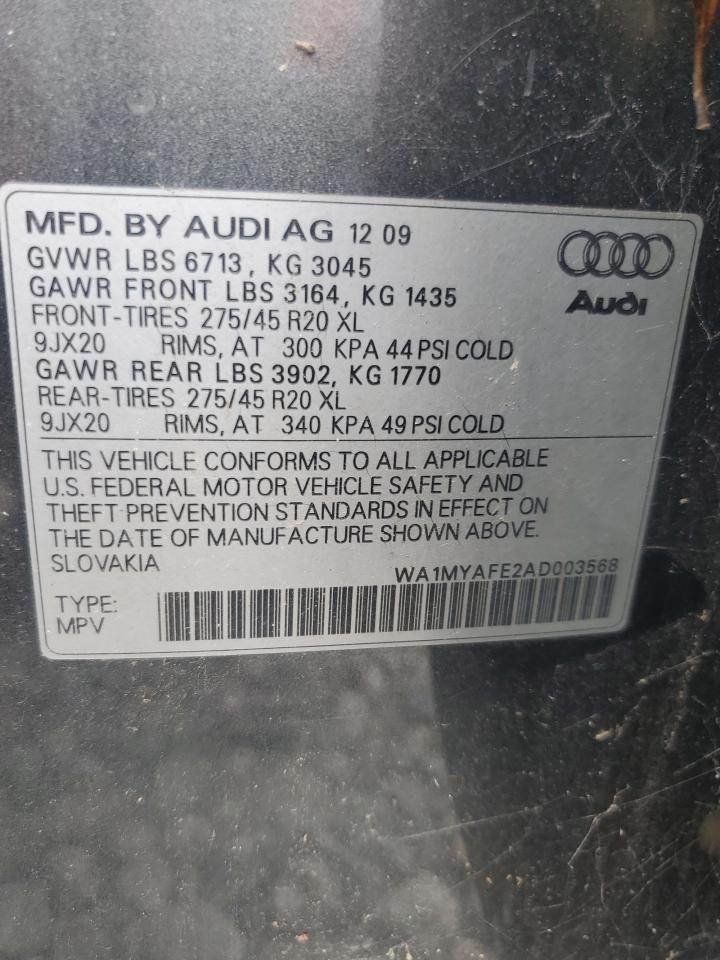 MFD. BY AUDI AG 12 09
GVWR LBS 6713, KG 3045
GAWR FRONT LBS 3164, KG 1435
FRONT-TIRES 275/45 R20 XL
9JX20 RIMS, AT 300 KPA 44 PSI COLD
GAWR REAR LBS 3902, KG 1770
REAR-TIRES 275/45 R20 XL
9JX20 RIMS, AT 340 KPA 49 PSI COLD
Audi
THIS VEHICLE CONFORMS TO ALL APPLICABLE
U.S. FEDERAL MOTOR VEHICLE SAFETY AND
THEFT PREVENTION STANDARDS IN EFFECT ON
THE DATE OF MANUFACTURE SHOWN ABOVE.
SLOVAKIA
WA1MYAFE2AD003568
TYPE:
MPV